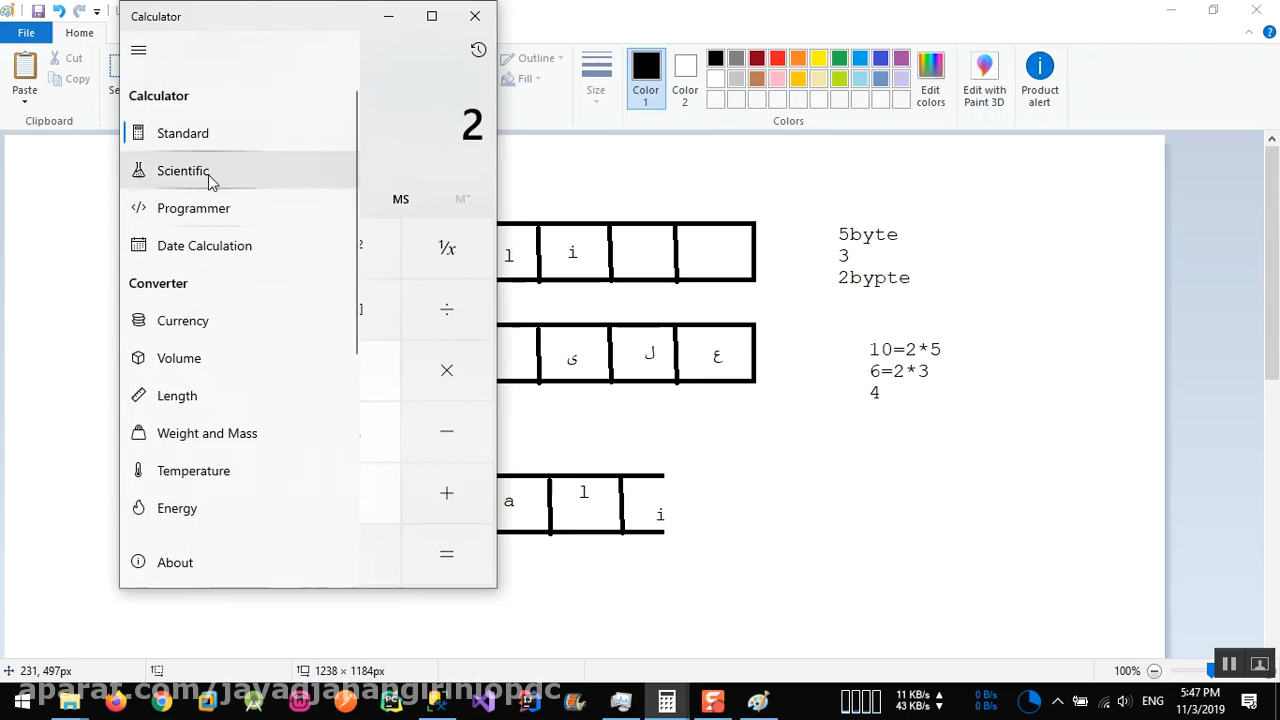 Calculator
File
Home
Cut
Copy
Paste
Clipboard
Outline
Fill
Size
Color 1
Color 2
Edit colors
Colors
Edit with Paint 3D
Product alert
Calculator
Standard
Scientific
Programmer
Date Calculation
Converter
Currency
Volume
Length
Weight and Mass
Temperature
Energy
About
2
MS
M˅
⅟x
÷
×
−
+
=
l i
ی ل ع
a l i
5byte
3
2bypte
10=2*5
6=2*3
4
231, 497px
1238 × 1184px
100%
11 KB/s
43 KB/s
0 B/s
0 B/s
ENG
5:47 PM
11/3/2019